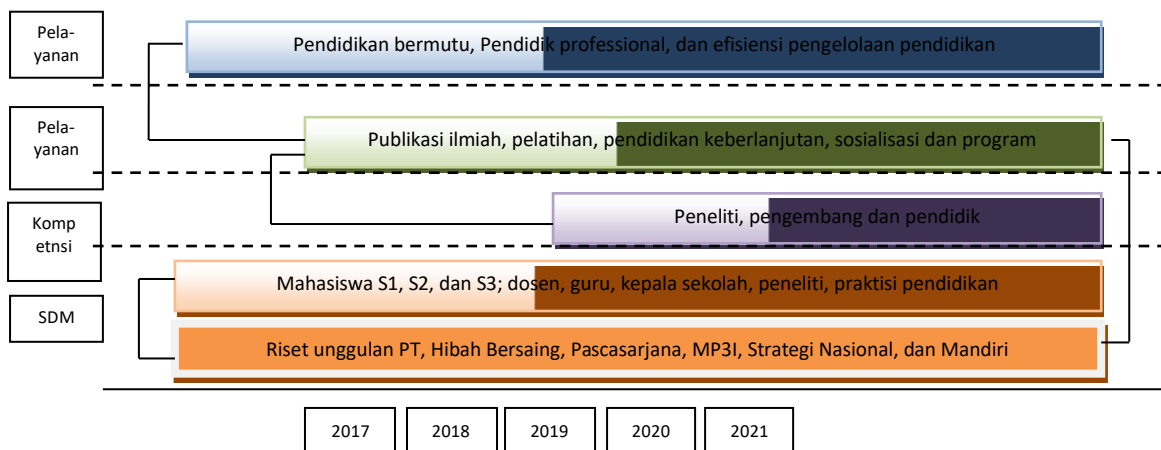 Pela-
yanan
Pendidikan bermutu, Pendidik professional, dan efisiensi pengelolaan pendidikan
Pela-
yanan
Publikasi ilmiah, pelatihan, pendidikan keberlanjutan, sosialisasi dan program
Komp
etnsi
Peneliti, pengembang dan pendidik
Mahasiswa S1, S2, dan S3; dosen, guru, kepala sekolah, peneliti, praktisi pendidikan
SDM
Riset unggulan PT, Hibah Bersaing, Pascasarjana, MP3I, Strategi Nasional, dan Mandiri
2017 2018 2019 2020 2021